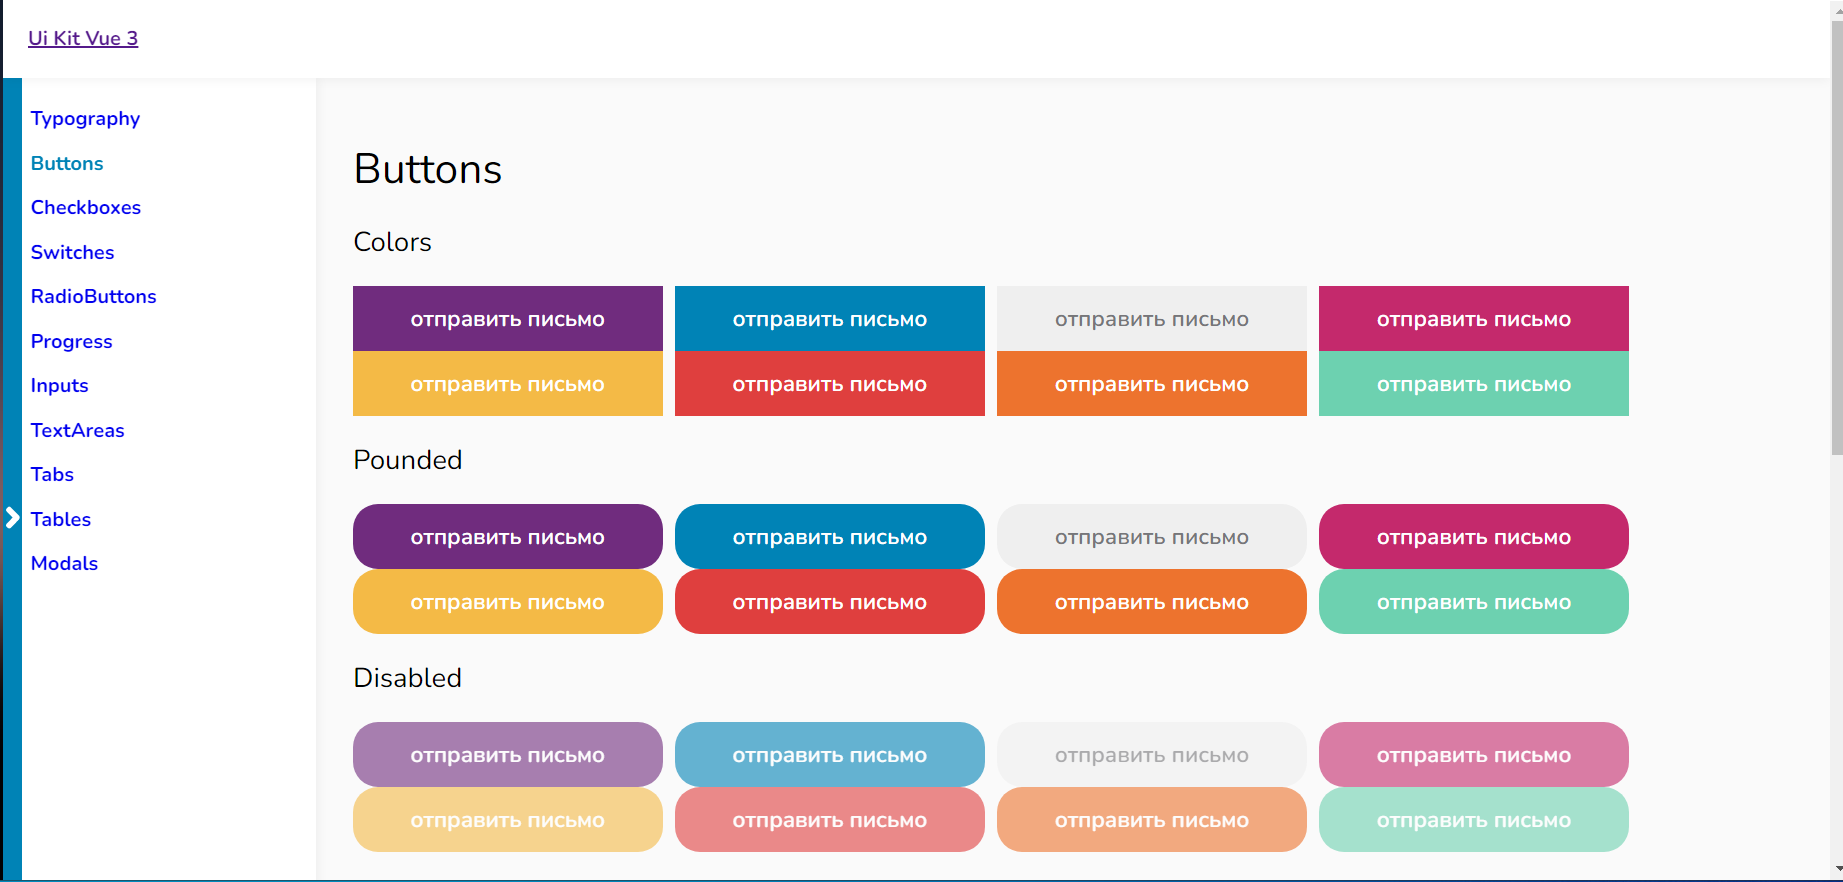 Ui Kit Vue 3
Typography
Buttons
Checkboxes
Switches
RadioButtons
Progress
Inputs
TextAreas
Tabs
Tables
Modals
Buttons
Colors
отправить письмо отправить письмо отправить письмо отправить письмо
отправить письмо отправить письмо отправить письмо отправить письмо
Pounded
отправить письмо отправить письмо отправить письмо отправить письмо
отправить письмо отправить письмо отправить письмо отправить письмо
Disabled
отправить письмо отправить письмо отправить письмо отправить письмо
отправить письмо отправить письмо отправить письмо отправить письмо